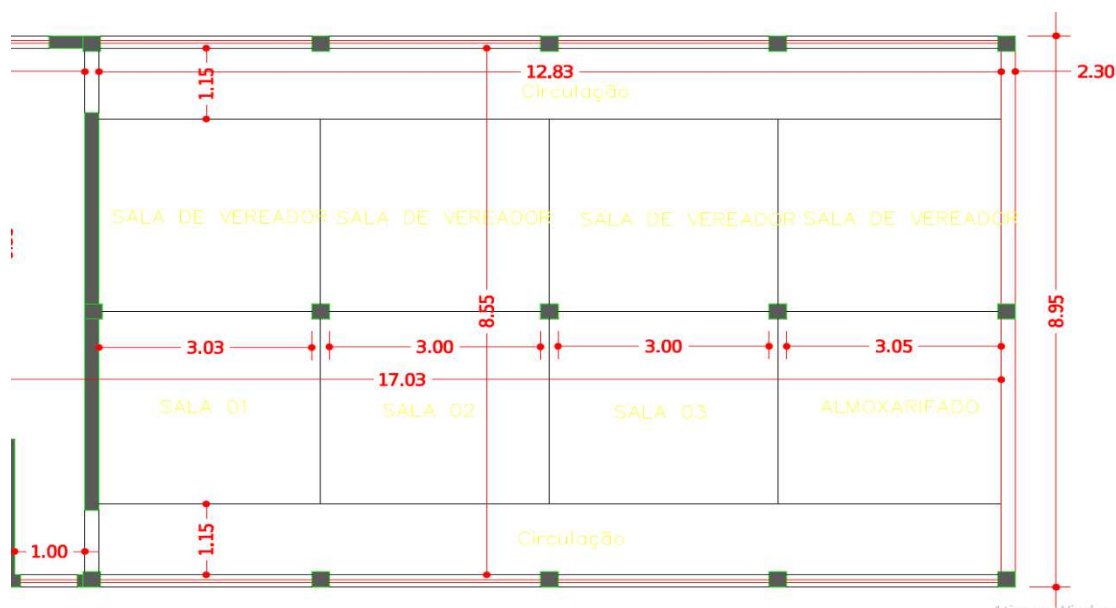 12.83
2.30
1.15
Circulação
SALA DE VEREADOR
SALA DE VEREADOR
SALA DE VEREADOR
SALA DE VEREADOR
8.55
8.95
3.03
3.00
3.00
3.05
17.03
SALA 01
SALA 02
SALA 03
ALMOXARIFADO
1.15
Circulação
1.00